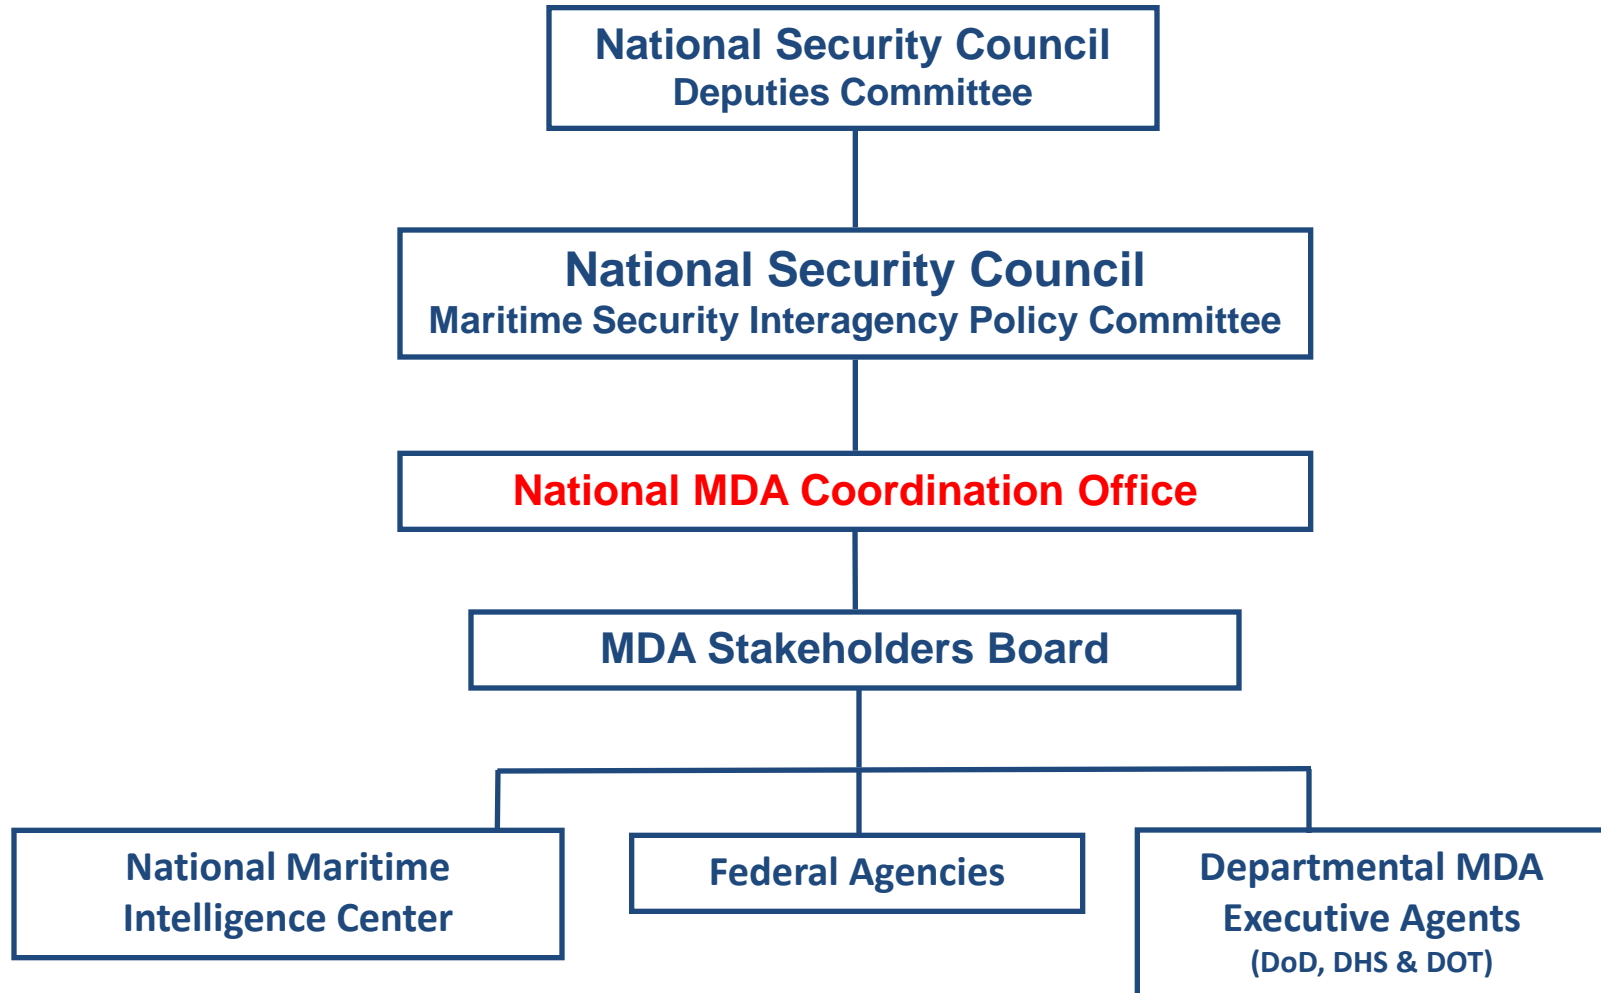 National Security Council
Deputies Committee
National Security Council
Maritime Security Interagency Policy Committee
National MDA Coordination Office
MDA Stakeholders Board
National Maritime
Intelligence Center
Federal Agencies
Departmental MDA
Executive Agents
(DoD, DHS & DOT)